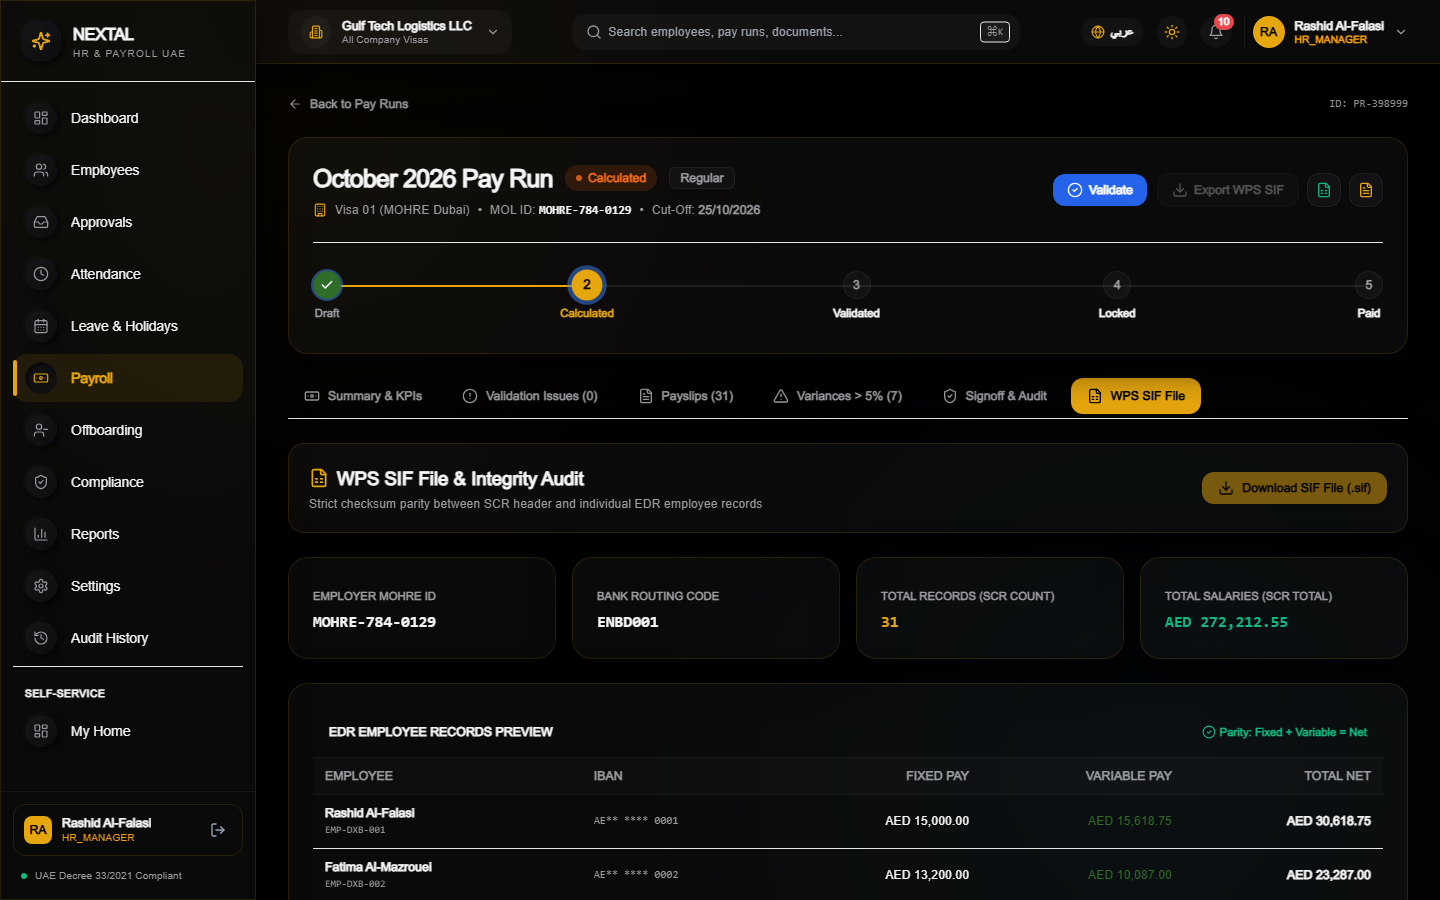 NEXTAL
HR & PAYROLL UAE
Dashboard
Employees
Approvals
Attendance
Leave & Holidays
Payroll
Offboarding
Compliance
Reports
Settings
Audit History
SELF-SERVICE
My Home
RA
Rashid Al-Falasi
HR_MANAGER
UAE Decree 33/2021 Compliant
Gulf Tech Logistics LLC
All Company Visas
Search employees, pay runs, documents...
⌘K
عربي
10
RA
Rashid Al-Falasi
HR_MANAGER
Back to Pay Runs
ID: PR-398999
October 2026 Pay Run
Calculated
Regular
Visa 01 (MOHRE Dubai) • MOL ID: MOHRE-784-0129 • Cut-Off: 25/10/2026
Validate
Export WPS SIF
2
3
4
5
Draft
Calculated
Validated
Locked
Paid
Summary & KPIs
Validation Issues (0)
Payslips (31)
Variances > 5% (7)
Signoff & Audit
WPS SIF File
WPS SIF File & Integrity Audit
Strict checksum parity between SCR header and individual EDR employee records
Download SIF File (.sif)
EMPLOYER MOHRE ID
MOHRE-784-0129
BANK ROUTING CODE
ENBD001
TOTAL RECORDS (SCR COUNT)
31
TOTAL SALARIES (SCR TOTAL)
AED 272,212.55
EDR EMPLOYEE RECORDS PREVIEW
Parity: Fixed + Variable = Net
EMPLOYEE IBAN FIXED PAY VARIABLE PAY TOTAL NET
Rashid Al-Falasi
EMP-DXB-001
AE** **** 0001 AED 15,000.00 AED 15,618.75 AED 30,618.75
Fatima Al-Mazrouei
EMP-DXB-002
AE** **** 0002 AED 13,200.00 AED 10,087.00 AED 23,287.00